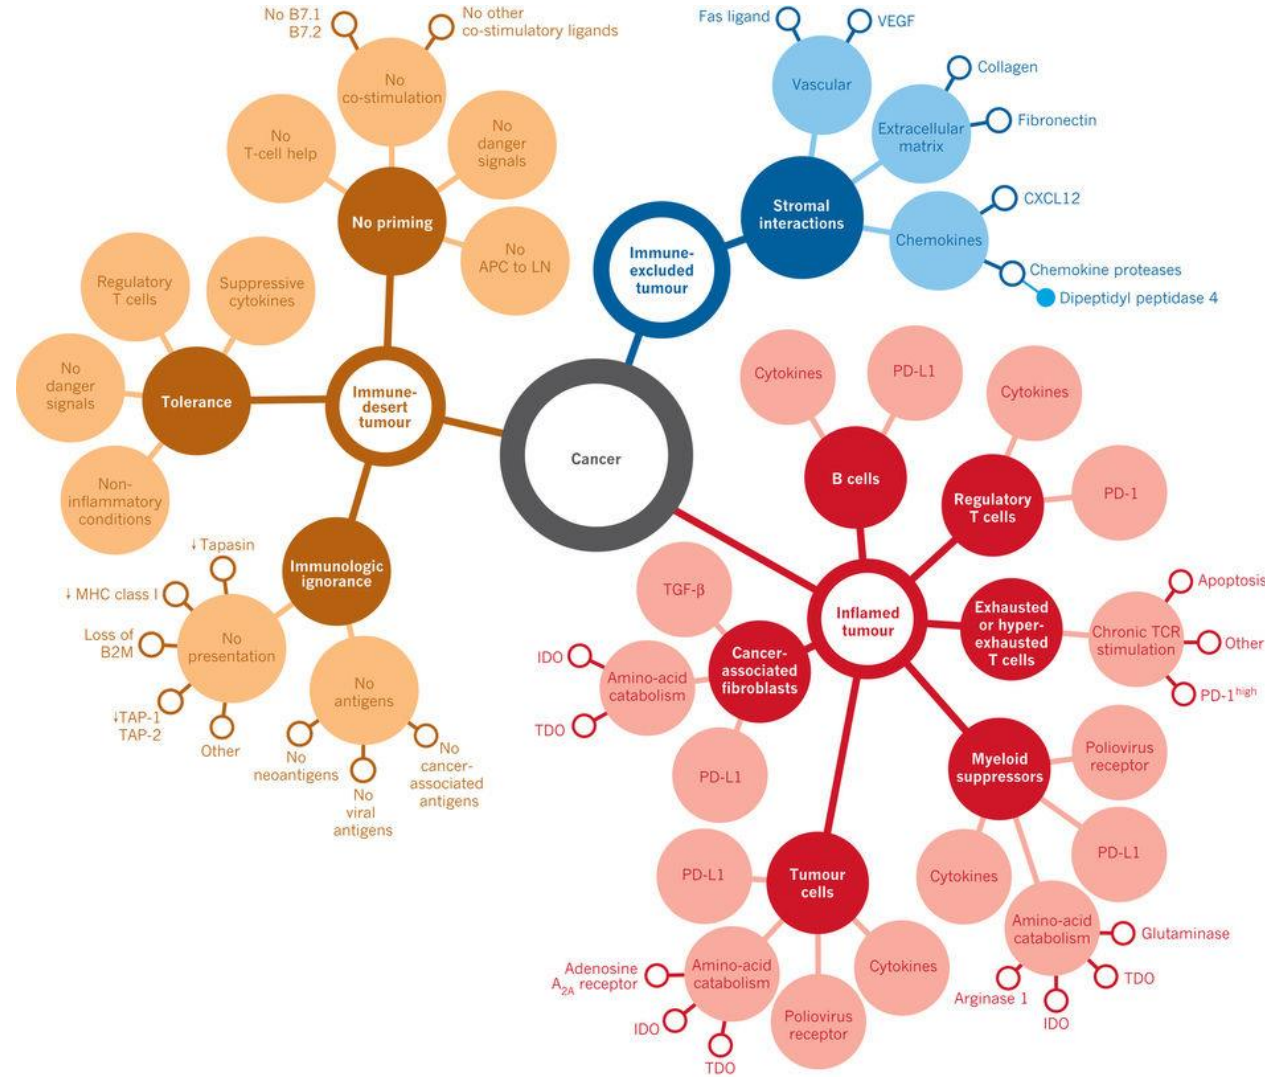 No B7.1
B7.2
No other
co-stimulatory ligands
No
co-stimulation
No
T-cell help
No
danger
signals
No priming
No
APC to LN
Regulatory
T cells
Suppressive
cytokines
No
danger
signals
Tolerance
Non-
inflammatory
conditions
Immune-
desert
tumour
Immunologic
ignorance
↓Tapasin
↓ MHC class I
Loss of
B2M
↓TAP-1
TAP-2
Other
No
presentation
No
antigens
No
neoantigens
No
viral
antigens
No
cancer-
associated
antigens
Cancer
Immune-
excluded
tumour
Stromal
interactions
Fas ligand
VEGF
Vascular
Collagen
Extracellular
matrix
Fibronectin
CXCL12
Chemokines
Chemokine proteases
Dipeptidyl peptidase 4
Inflamed
tumour
Cytokines
PD-L1
B cells
Cytokines
Regulatory
T cells
PD-1
Exhausted
or hyper-
exhausted
T cells
Chronic TCR
stimulation
Apoptosis
Other
PD-1high
Myeloid
suppressors
Poliovirus
receptor
PD-L1
Cytokines
Amino-acid
catabolism
Glutaminase
TDO
IDO
Arginase 1
TGF-β
Cancer-
associated
fibroblasts
Amino-acid
catabolism
IDO
TDO
PD-L1
Tumour
cells
PD-L1
Amino-acid
catabolism
Adenosine
A2A receptor
IDO
TDO
Poliovirus
receptor
Cytokines